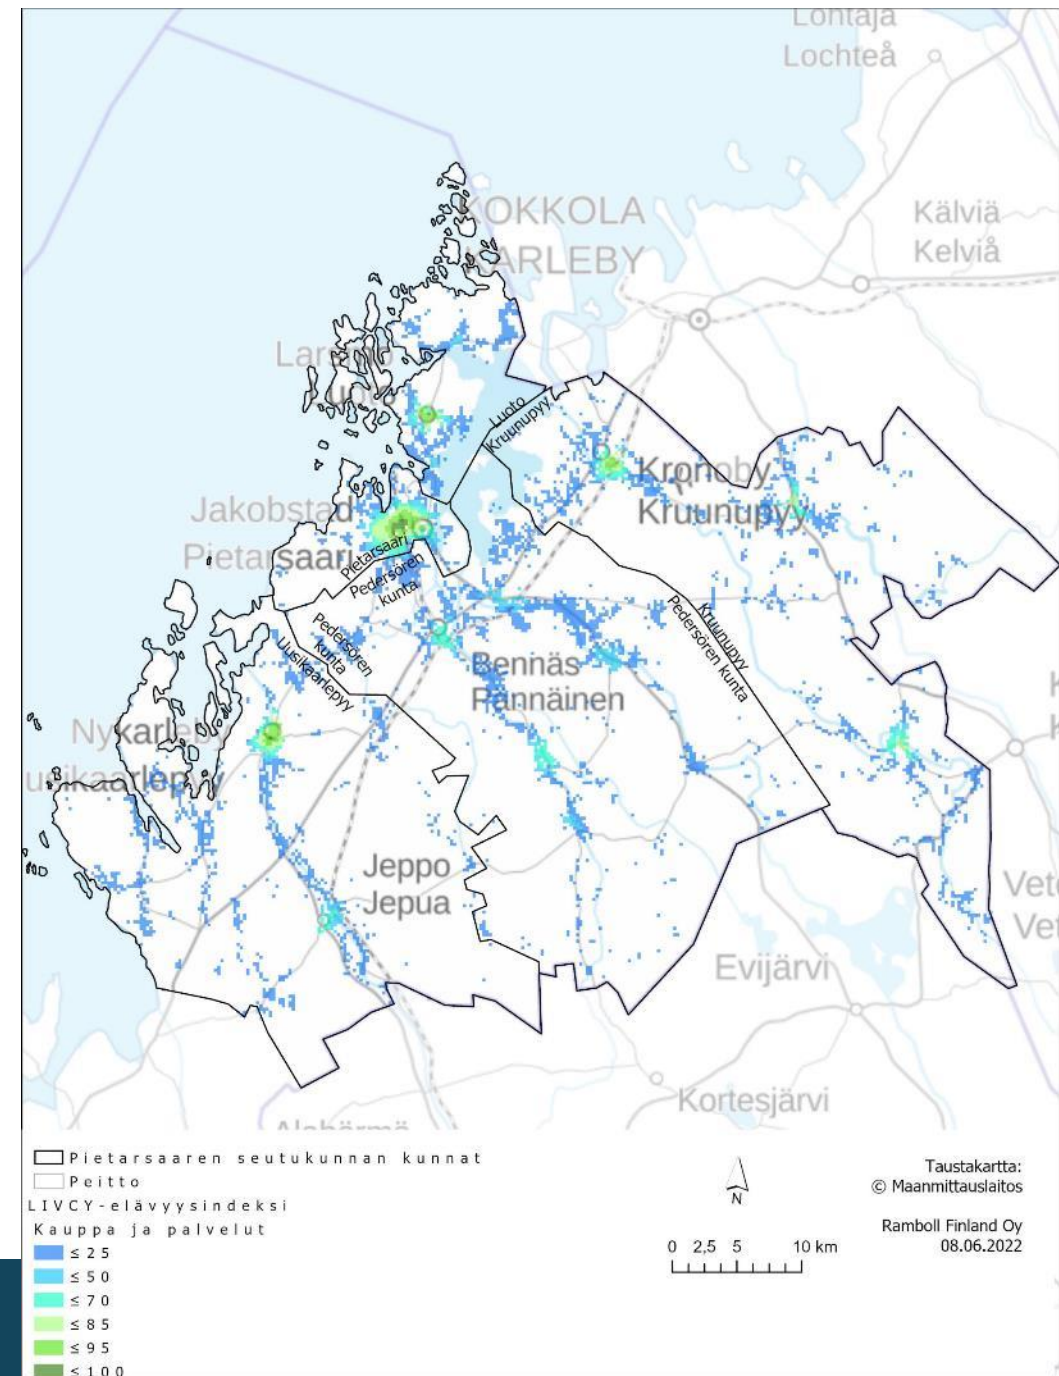 Lohtaja
Lochteå
KOKKOLA
KARLEBY
Kälviä
Kelviå
Larsmo
Luoto
Luoto
Kruunupyy
Kronoby
Kruunupyy
Jakobstad
Pietarsaari
Pietarsaari
Pedersören
kunta
Pedersören
kunta
Uusikaarlepyy
Kruunupyy
Pedersören kunta
Bennäs
Pännäinen
Nykarleby
Uusikaarlepyy
Jeppo
Jepua
Evijärvi
Kortesjärvi
Pietarsaaren seutukunnan kunnat
Peitto
LIVCY-elävyysindeksi
Kauppa ja palvelut
≤ 25
≤ 50
≤ 70
≤ 85
≤ 95
≤ 100
N
0 2,5 5 10 km
Taustakartta:
© Maanmittauslaitos
Ramboll Finland Oy
08.06.2022